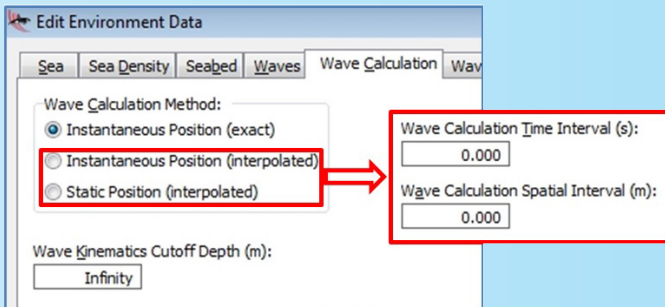 Edit Environment Data
Sea Sea Density Seabed Waves Wave Calculation Wav
Wave Calculation Method:
Instantaneous Position (exact)
Instantaneous Position (interpolated)
Static Position (interpolated)
Wave Calculation Time Interval (s):
0.000
Wave Calculation Spatial Interval (m):
0.000
Wave Kinematics Cutoff Depth (m):
Infinity